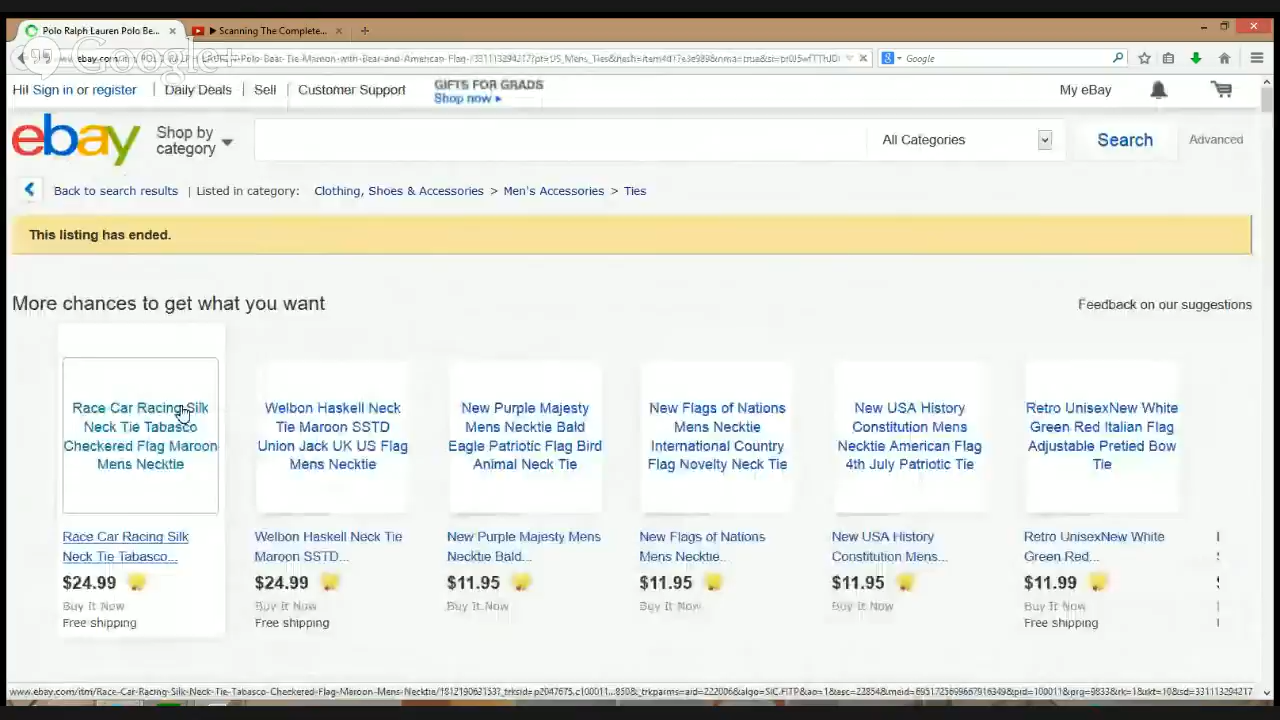 Polo Ralph Lauren Polo Be...
Scanning The Complete...
Google+
Google
Hi! Sign in or register
Daily Deals
Sell
Customer Support
GIFTS FOR GRADS
Shop now
My eBay
ebay
Shop by
category
All Categories
Search
Advanced
Back to search results | Listed in category: Clothing, Shoes & Accessories > Men's Accessories > Ties
This listing has ended.
More chances to get what you want
Feedback on our suggestions
Race Car Racing Silk
Neck Tie Tabasco
Checkered Flag Maroon
Mens Necktie
Race Car Racing Silk
Neck Tie Tabasco...
$24.99
Buy It Now
Free shipping
Welbon Haskell Neck
Tie Maroon SSTD
Union Jack UK US Flag
Mens Necktie
Welbon Haskell Neck Tie
Maroon SSTD...
$24.99
Buy It Now
Free shipping
New Purple Majesty
Mens Necktie Bald
Eagle Patriotic Flag Bird
Animal Neck Tie
New Purple Majesty Mens
Necktie Bald...
$11.95
Buy It Now
New Flags of Nations
Mens Necktie
International Country
Flag Novelty Neck Tie
New Flags of Nations
Mens Necktie...
$11.95
Buy It Now
New USA History
Constitution Mens
Necktie American Flag
4th July Patriotic Tie
New USA History
Constitution Mens...
$11.95
Buy It Now
Retro UnisexNew White
Green Red Italian Flag
Adjustable Pretied Bow
Tie
Retro UnisexNew White
Green Red...
$11.99
Buy It Now
Free shipping